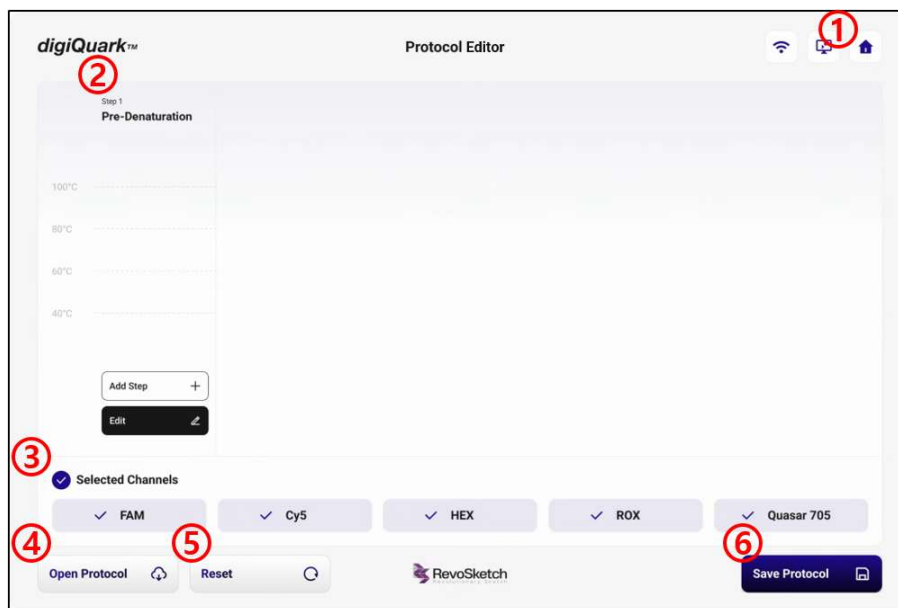 ①
digiQuark™ Protocol Editor
②
Step 1
Pre-Denaturation
100°C
80°C
60°C
40°C
Add Step
Edit
③
Selected Channels
FAM Cy5 HEX ROX Quasar 705
④ ⑤ ⑥
Open Protocol Reset RevoSketch Save Protocol